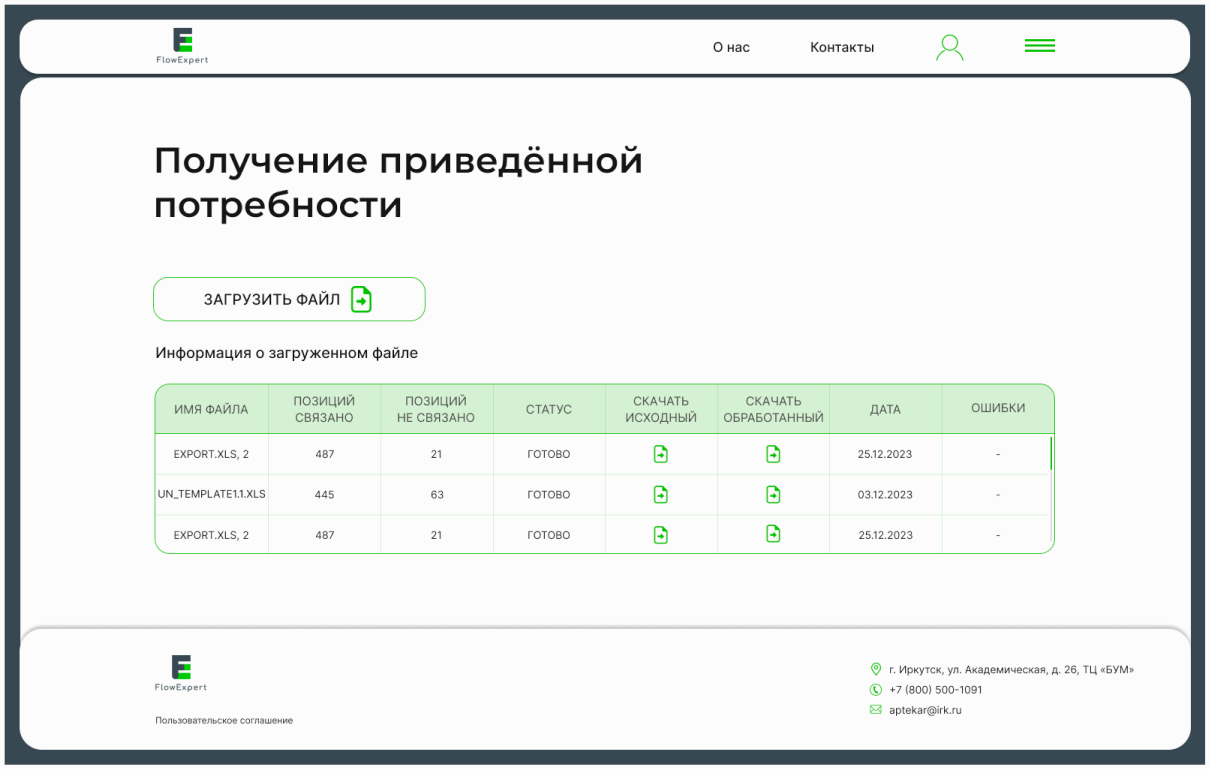 FlowExpert
О нас
Контакты
Получение приведённой
потребности
ЗАГРУЗИТЬ ФАЙЛ
Информация о загруженном файле
ИМЯ ФАЙЛА ПОЗИЦИЙ СВЯЗАНО ПОЗИЦИЙ НЕ СВЯЗАНО СТАТУС СКАЧАТЬ ИСХОДНЫЙ СКАЧАТЬ ОБРАБОТАННЫЙ ДАТА ОШИБКИ
EXPORT.XLS, 2 487 21 ГОТОВО 25.12.2023 -
UN_TEMPLATE1.1.XLS 445 63 ГОТОВО 03.12.2023 -
EXPORT.XLS, 2 487 21 ГОТОВО 25.12.2023 -
FlowExpert
Пользовательское соглашение
г. Иркутск, ул. Академическая, д. 26, ТЦ «БУМ»
+7 (800) 500-1091
aptekar@irk.ru